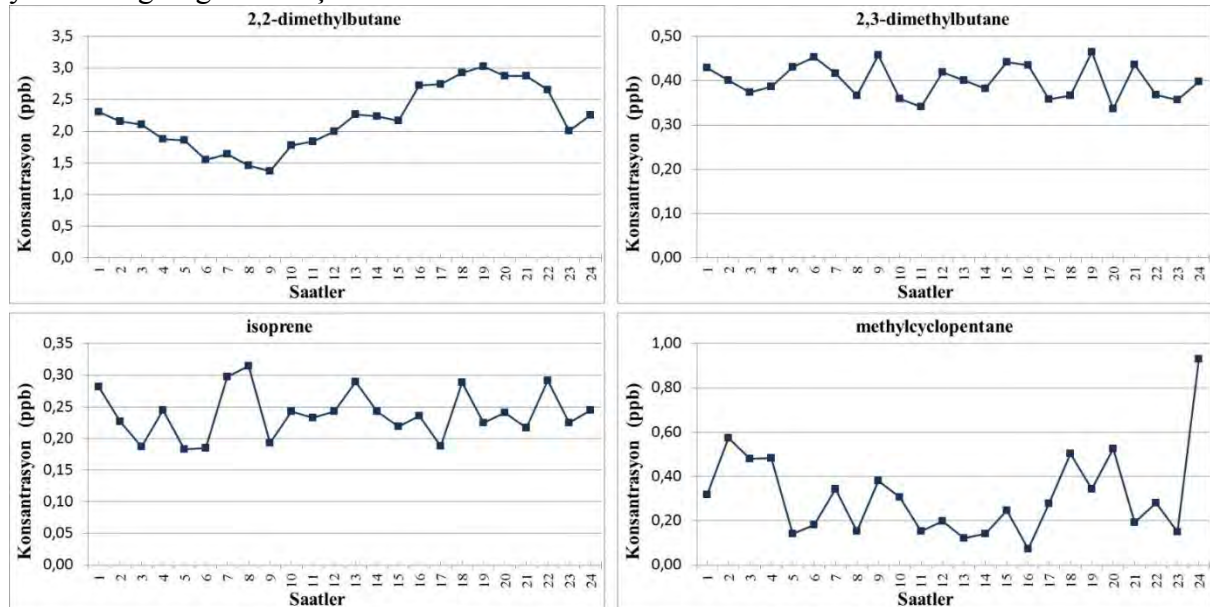 2,2-dimethylbutane
Konsantrasyon (ppb)
3,5
3,0
2,5
2,0
1,5
1,0
0,5
0,0
1 2 3 4 5 6 7 8 9 10 11 12 13 14 15 16 17 18 19 20 21 22 23 24
Saatler
2,3-dimethylbutane
Konsantrasyon (ppb)
0,50
0,40
0,30
0,20
0,10
0,00
1 2 3 4 5 6 7 8 9 10 11 12 13 14 15 16 17 18 19 20 21 22 23 24
Saatler
isoprene
Konsantrasyon (ppb)
0,35
0,30
0,25
0,20
0,15
0,10
0,05
0,00
1 2 3 4 5 6 7 8 9 10 11 12 13 14 15 16 17 18 19 20 21 22 23 24
Saatler
methylcyclopentane
Konsantrasyon (ppb)
1,00
0,80
0,60
0,40
0,20
0,00
1 2 3 4 5 6 7 8 9 10 11 12 13 14 15 16 17 18 19 20 21 22 23 24
Saatler